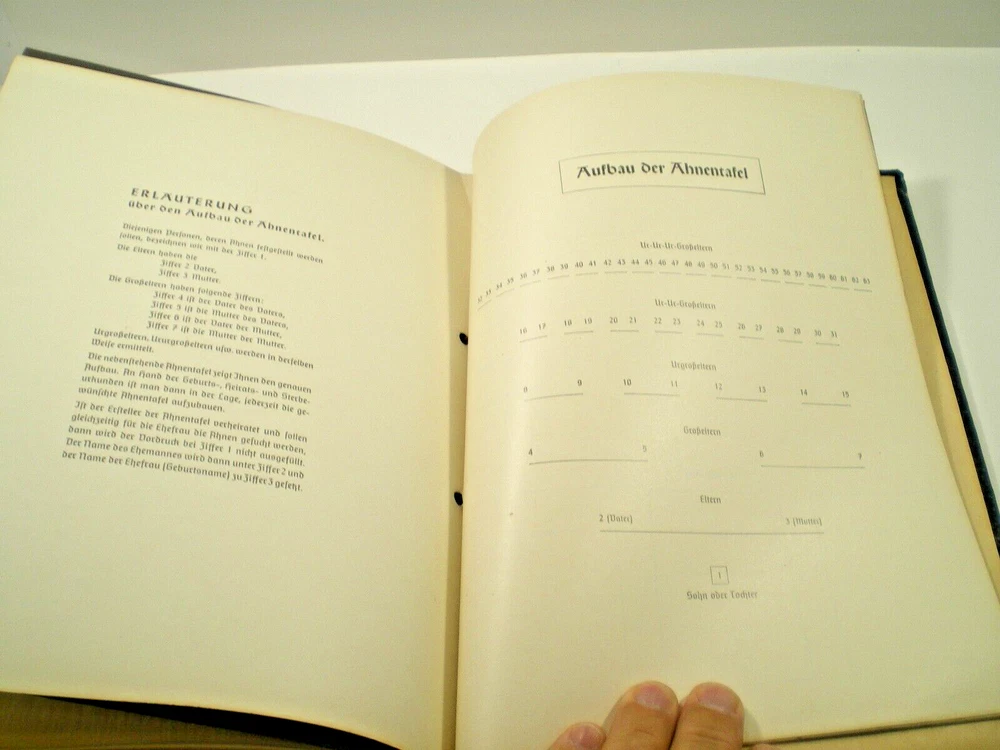 ERLÄUTERUNG
über den Aufbau der Ahnentafel.
Diejenigen Personen, deren Ahnen festgestellt werden
sollen, bezeichnen wir mit der Ziffer 1.
Die Eltern haben die
Ziffer 2 Vater,
Ziffer 3 Mutter.
Die Großeltern haben folgende Ziffern:
Ziffer 4 ist der Vater des Vaters,
Ziffer 5 ist die Mutter des Vaters,
Ziffer 6 ist der Vater der Mutter,
Ziffer 7 ist die Mutter der Mutter.
Urgroßeltern, Ururgroßeltern usw. werden in derselben
Weise ermittelt.
Die nebenstehende Ahnentafel zeigt Ihnen den genauen
Aufbau. An Hand der Geburts-, Heirats- und Sterbe-
urkunden ist man dann in der Lage, jederzeit die ge-
wünschte Ahnentafel aufzubauen.
Ist der Ersteller der Ahnentafel verheiratet und sollen
gleichzeitig für die Ehefrau die Ahnen gesucht werden,
dann wird der Vordruck bei Ziffer 1 nicht ausgefüllt.
Der Name des Ehemannes wird dann unter Ziffer 2 und
der Name der Ehefrau (Geburtsname) zu Ziffer 3 gesetzt.
Aufbau der Ahnentafel
Ur-Ur-Ur-Großeltern
32 33 34 35 36 37 38 39 40 41 42 43 44 45 46 47 48 49 50 51 52 53 54 55 56 57 58 59 60 61 62 63
Ur-Ur-Großeltern
16 17 18 19 20 21 22 23 24 25 26 27 28 29 30 31
Urgroßeltern
8 9 10 11 12 13 14 15
Großeltern
4 5 6 7
Eltern
2 (Vater) 3 (Mutter)
1
Sohn oder Tochter